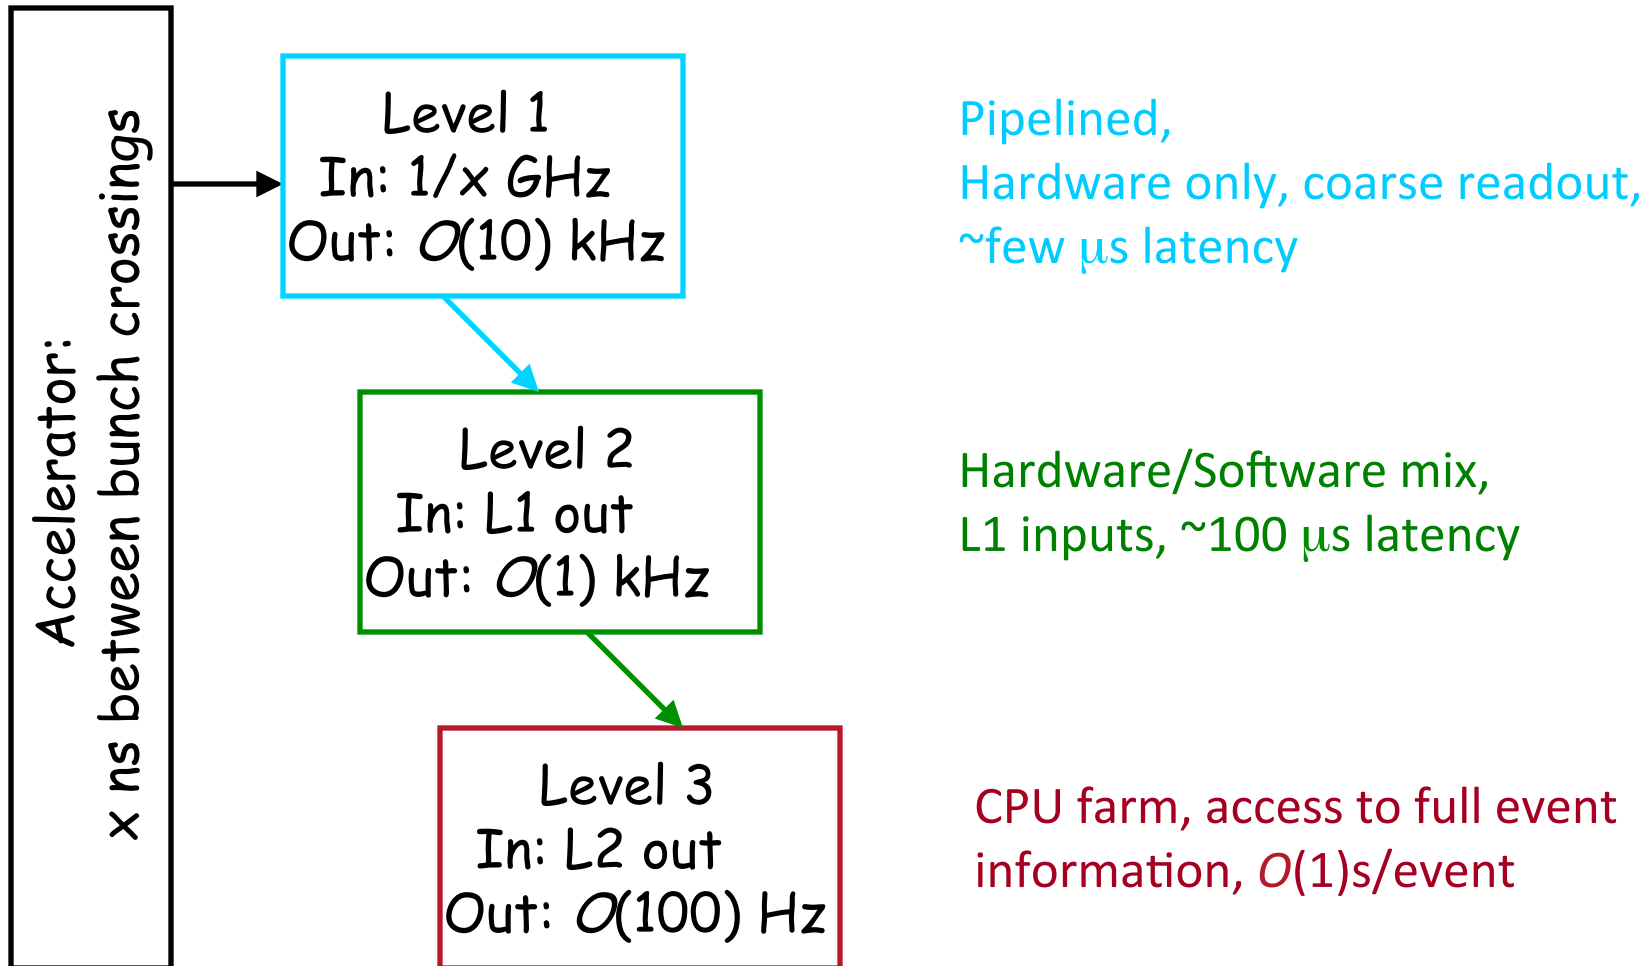 Accelerator:
x ns between bunch crossings
Level 1
In: 1/x GHz
Out: O(10) kHz
Pipelined,
Hardware only, coarse readout,
~few μs latency
Level 2
In: L1 out
Out: O(1) kHz
Hardware/Software mix,
L1 inputs, ~100 μs latency
Level 3
In: L2 out
Out: O(100) Hz
CPU farm, access to full event
information, O(1)s/event